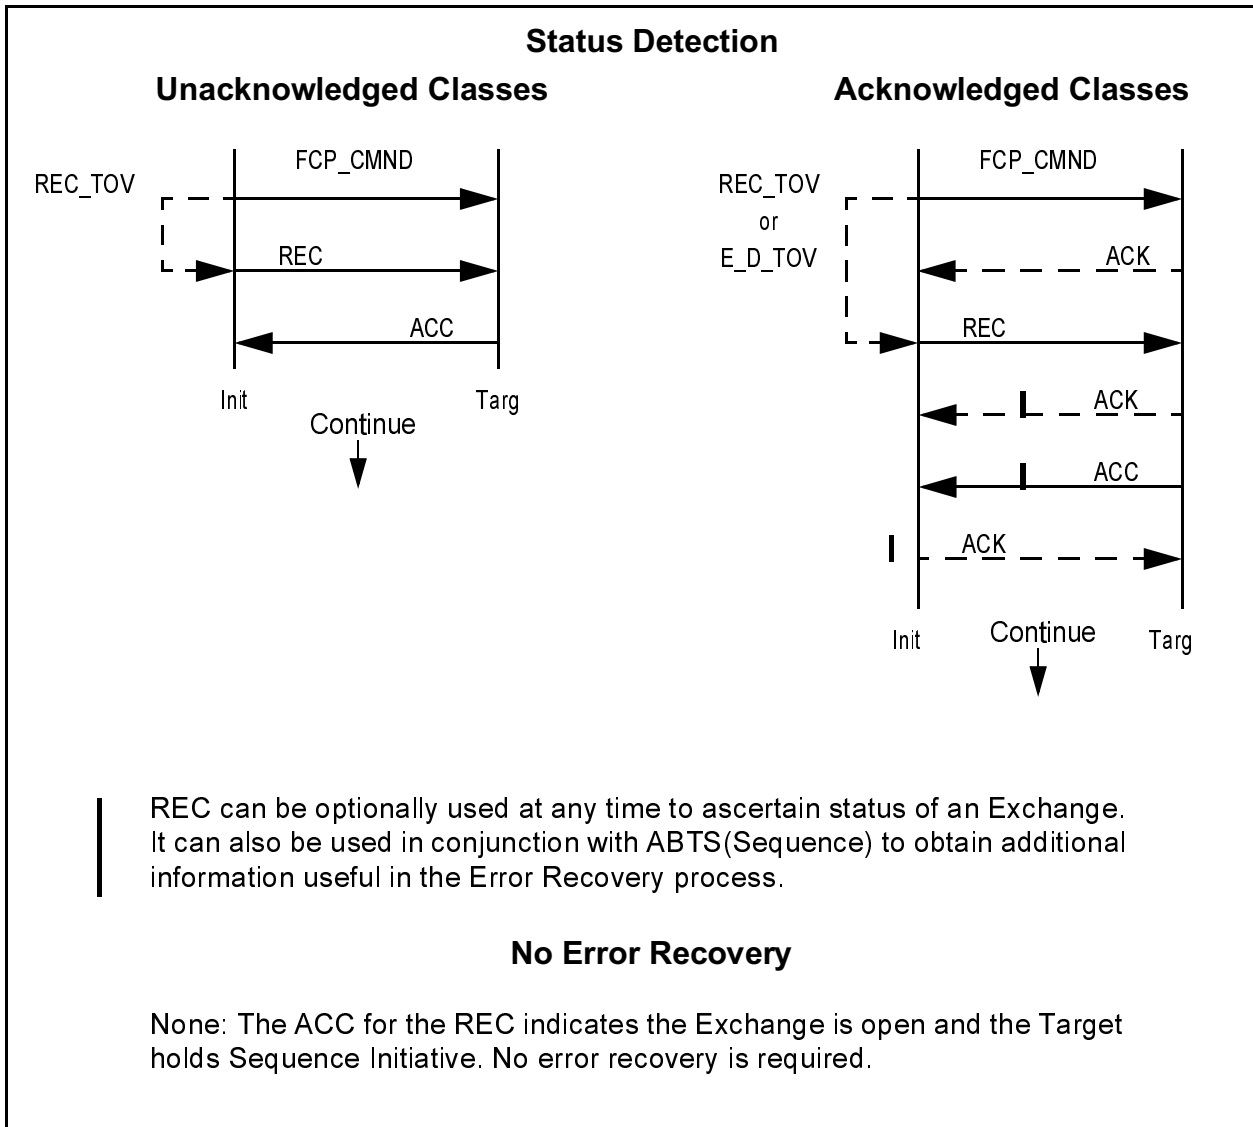 Status Detection
Unacknowledged Classes
REC_TOV
FCP_CMND
REC
ACC
Init
Targ
Continue
Acknowledged Classes
REC_TOV
or
E_D_TOV
FCP_CMND
ACK
REC
ACK
ACC
ACK
Init
Continue
Targ
REC can be optionally used at any time to ascertain status of an Exchange.
It can also be used in conjunction with ABTS(Sequence) to obtain additional
information useful in the Error Recovery process.
No Error Recovery
None: The ACC for the REC indicates the Exchange is open and the Target
holds Sequence Initiative. No error recovery is required.